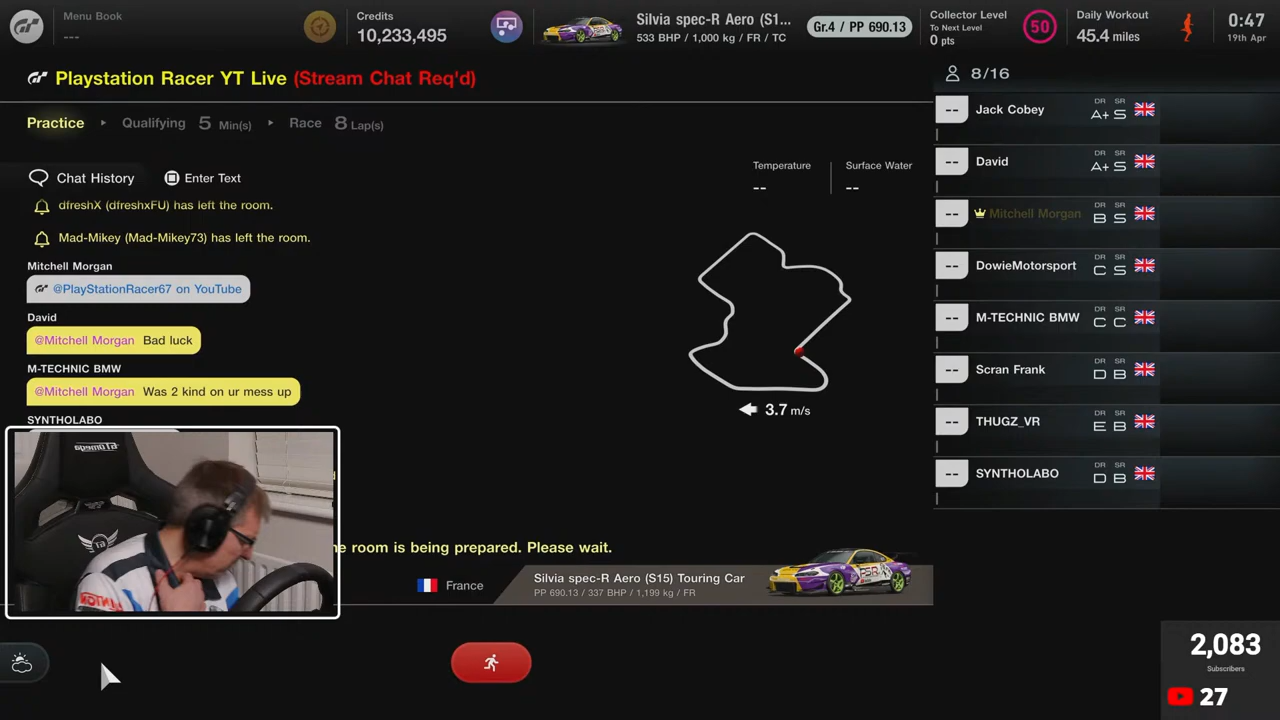 Menu Book
---
Credits
10,233,495
Silvia spec-R Aero (S1...
533 BHP / 1,000 kg / FR / TC
Gr.4 / PP 690.13
Collector Level
To Next Level
0 pts
50
Daily Workout
45.4 miles
0:47
19th Apr
Playstation Racer YT Live (Stream Chat Req'd)
8/16
Practice
Qualifying 5 Min(s)
Race 8 Lap(s)
Chat History
Enter Text
Temperature
--
Surface Water
--
dfreshX (dfreshxFU) has left the room.
Mad-Mikey (Mad-Mikey73) has left the room.
Mitchell Morgan
@PlayStationRacer67 on YouTube
David
@Mitchell Morgan Bad luck
M-TECHNIC BMW
@Mitchell Morgan Was 2 kind on ur mess up
SYNTHOLABO
3.7 m/s
-- Jack Cobey DR A+ SR S
-- David DR A+ SR S
-- Mitchell Morgan DR B SR S
-- DowieMotorsport DR C SR S
-- M-TECHNIC BMW DR C SR C
-- Scran Frank DR D SR B
-- THUGZ_VR DR E SR B
-- SYNTHOLABO DR D SR B
e room is being prepared. Please wait.
France
Silvia spec-R Aero (S15) Touring Car
PP 690.13 / 337 BHP / 1,199 kg / FR
2,083
Subscribers
27